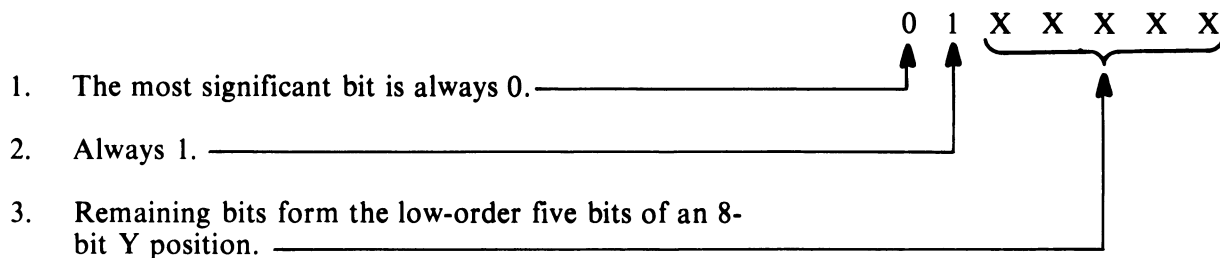 0 1 X X X X X
1. The most significant bit is always 0.
2. Always 1.
3. Remaining bits form the low-order five bits of an 8-
bit Y position.